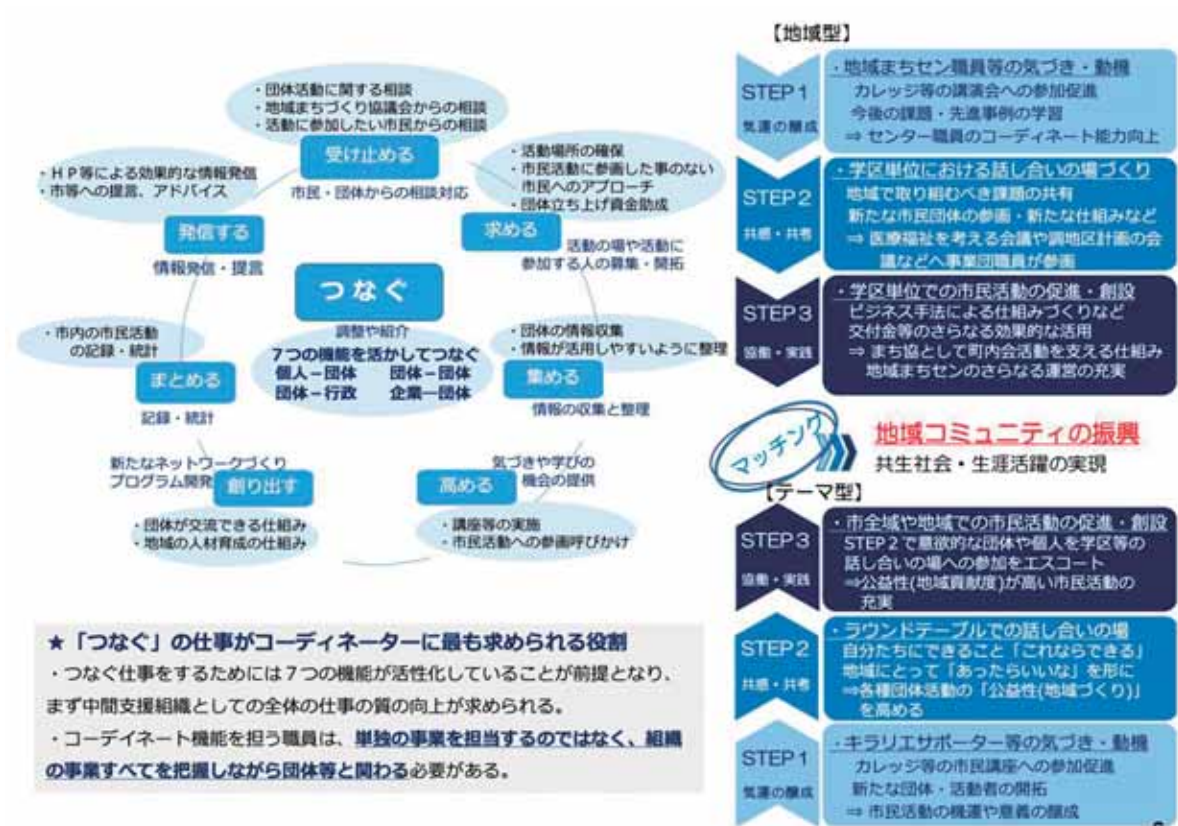 ・団体活動に関する相談
・地域まちづくり協議会からの相談
・活動に参加したい市民からの相談
受け止める
市民・団体からの相談対応
・活動場所の確保
・市民活動に参画した事のない
市民へのアプローチ
・団体立ち上げ資金助成
求める
活動の場や活動に
参加する人の募集・開拓
・団体の情報収集
・情報が活用しやすいように整理
集める
情報の収集と整理
気づきや学びの
機会の提供
高める
・講座等の実施
・市民活動への参画呼びかけ
新たなネットワークづくり
プログラム開発
創り出す
・団体が交流できる仕組み
・地域の人材育成の仕組み
・市内の市民活動
の記録・統計
まとめる
記録・統計
・ＨＰ等による効果的な情報発信
・市等への提言、アドバイス
発信する
情報発信・提言
つなぐ
調整や紹介
７つの機能を活かしてつなぐ
個人－団体　団体－団体
団体－行政　企業―団体
★「つなぐ」の仕事がコーディネーターに最も求められる役割
・つなぐ仕事をするためには７つの機能が活性化していることが前提となり、
まず中間支援組織としての全体の仕事の質の向上が求められる。
・コーデイネート機能を担う職員は、単独の事業を担当するのではなく、組織
の事業すべてを把握しながら団体等と関わる必要がある。
【地域型】
STEP1
気運の醸成
・地域まちセン職員等の気づき・動機
カレッジ等の講演会への参加促進
今後の課題・先進事例の学習
⇒ センター職員のコーディネート能力向上
STEP2
共感・共考
・学区単位における話し合いの場づくり
地域で取り組むべき課題の共有
新たな市民団体の参画・新たな仕組みなど
⇒ 医療福祉を考える会議や調地区計画の会
議などへ事業団職員が参画
STEP3
協働・実践
・学区単位での市民活動の促進・創設
ビジネス手法による仕組みづくりなど
交付金等のさらなる効果的な活用
⇒ まち協として町内会活動を支える仕組み
地域まちセンのさらなる運営の充実
マッチング
地域コミュニティの振興
共生社会・生涯活躍の実現
【テーマ型】
STEP3
協働・実践
・市全域や地域での市民活動の促進・創設
STEP２で意欲的な団体や個人を学区等の
話し合いの場への参加をエスコート
⇒公益性(地域貢献度)が高い市民活動の
充実
STEP2
共感・共考
・ラウンドテーブルでの話し合いの場
自分たちにできること「これならできる」
地域にとって「あったらいいな」を形に
⇒各種団体活動の「公益性(地域づくり)」
を高める
STEP1
気運の醸成
・キラリエサポーター等の気づき・動機
カレッジ等の市民講座への参加促進
新たな団体・活動者の開拓
⇒ 市民活動の機運や意義の醸成